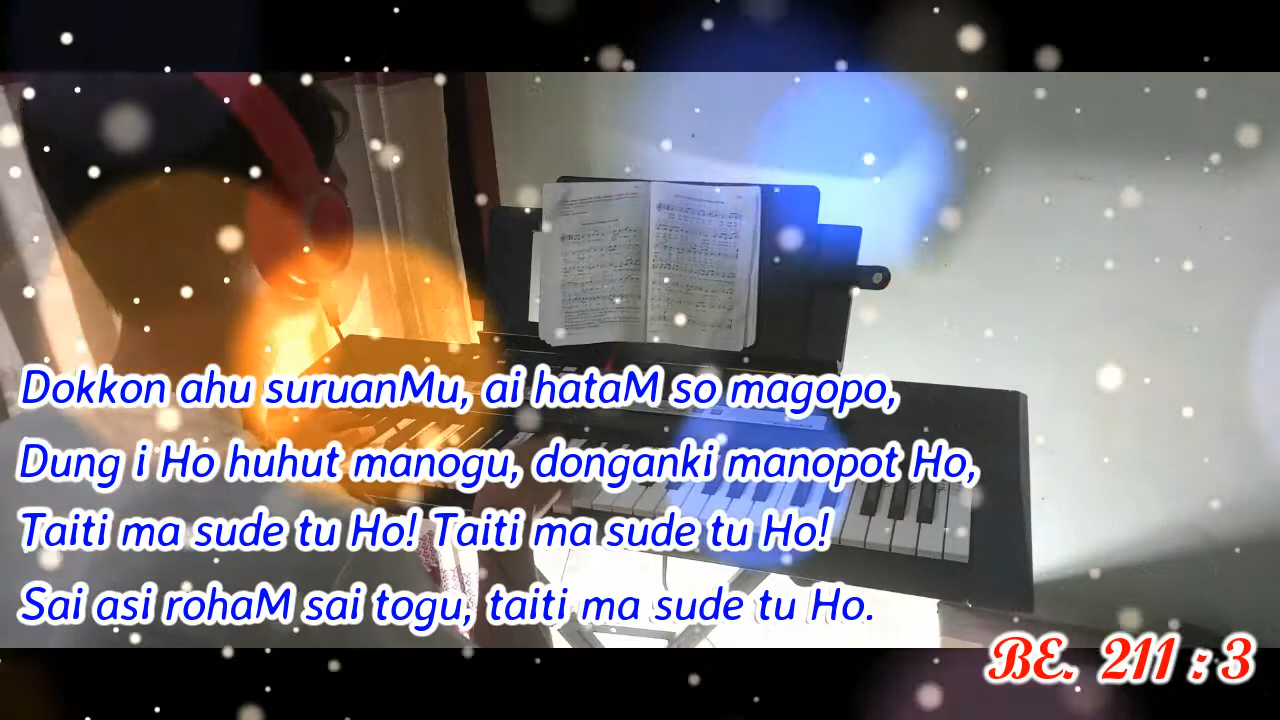 Dokkon ahu suruanMu, ai hataM so magopo,
Dung i Ho huhut manogu, donganki manopot Ho,
Taiti ma sude tu Ho! Taiti ma sude tu Ho!
Sai asi rohaM sai togu, taiti ma sude tu Ho.
BE. 211 : 3